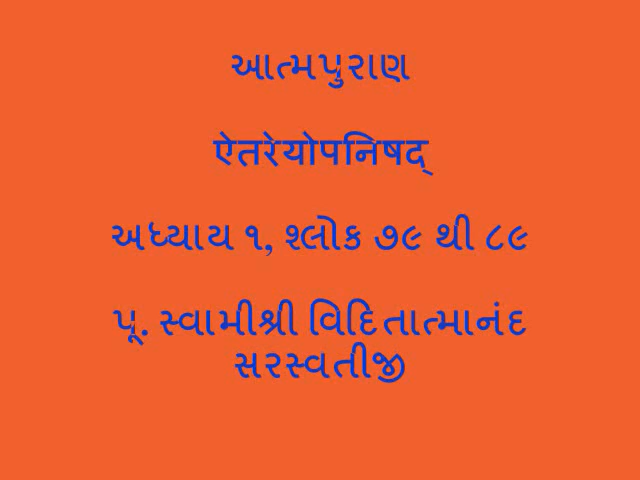 આત્મપુરાણ
ऐतरेयोपनिषद्
અધ્યાય ૧, શ્લોક ૭૯ થી ૮૯
પૂ. સ્વામીશ્રી વિદિતાત્માનંદ
સરસ્વતીજી